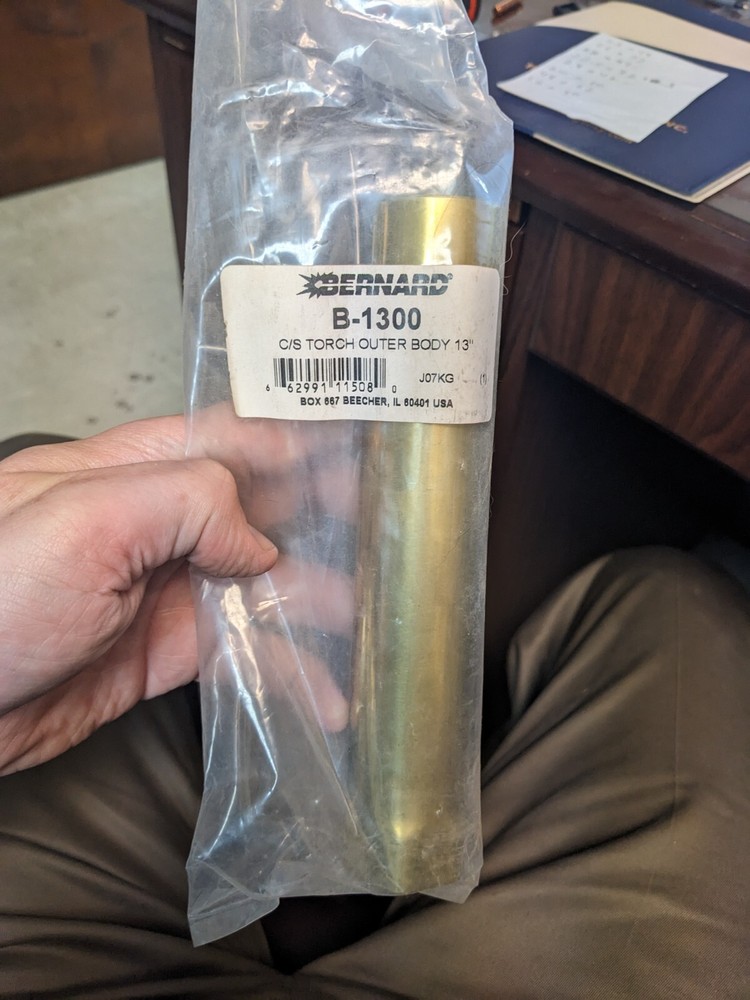 BERNARD®
B-1300
C/S TORCH OUTER BODY 13"
6 62991 11508 0
J07KG (1)
BOX 667 BEECHER, IL 60401 USA